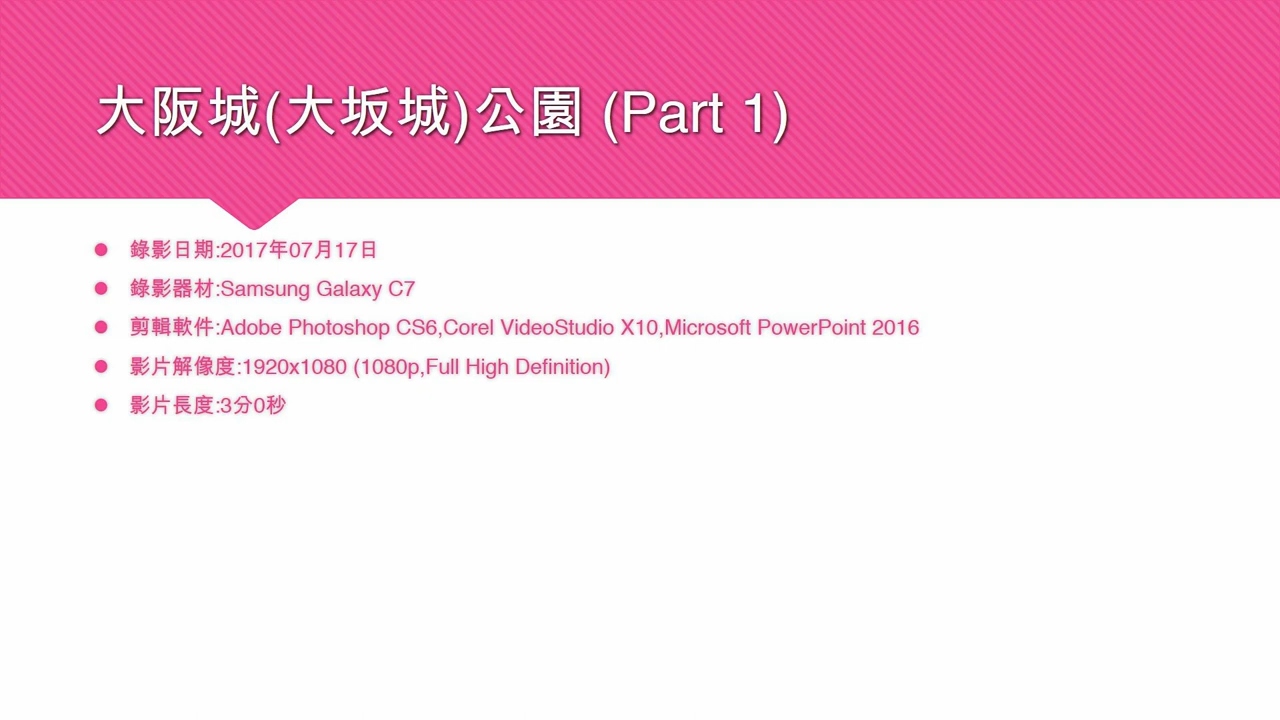 大阪城(大坂城)公園 (Part 1)
錄影日期:2017年07月17日
錄影器材:Samsung Galaxy C7
剪輯軟件:Adobe Photoshop CS6,Corel VideoStudio X10,Microsoft PowerPoint 2016
影片解像度:1920x1080 (1080p,Full High Definition)
影片長度:3分0秒